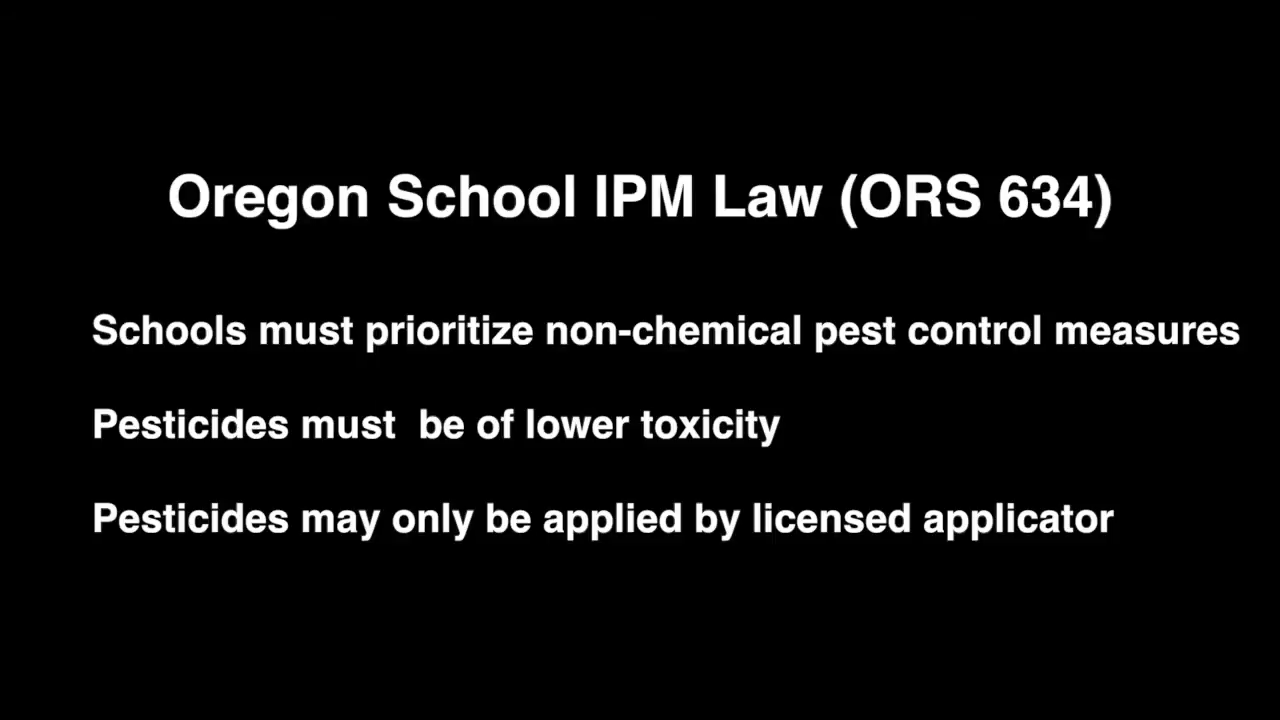 Oregon School IPM Law (ORS 634)
Schools must prioritize non-chemical pest control measures
Pesticides must  be of lower toxicity
Pesticides may only be applied by licensed applicator